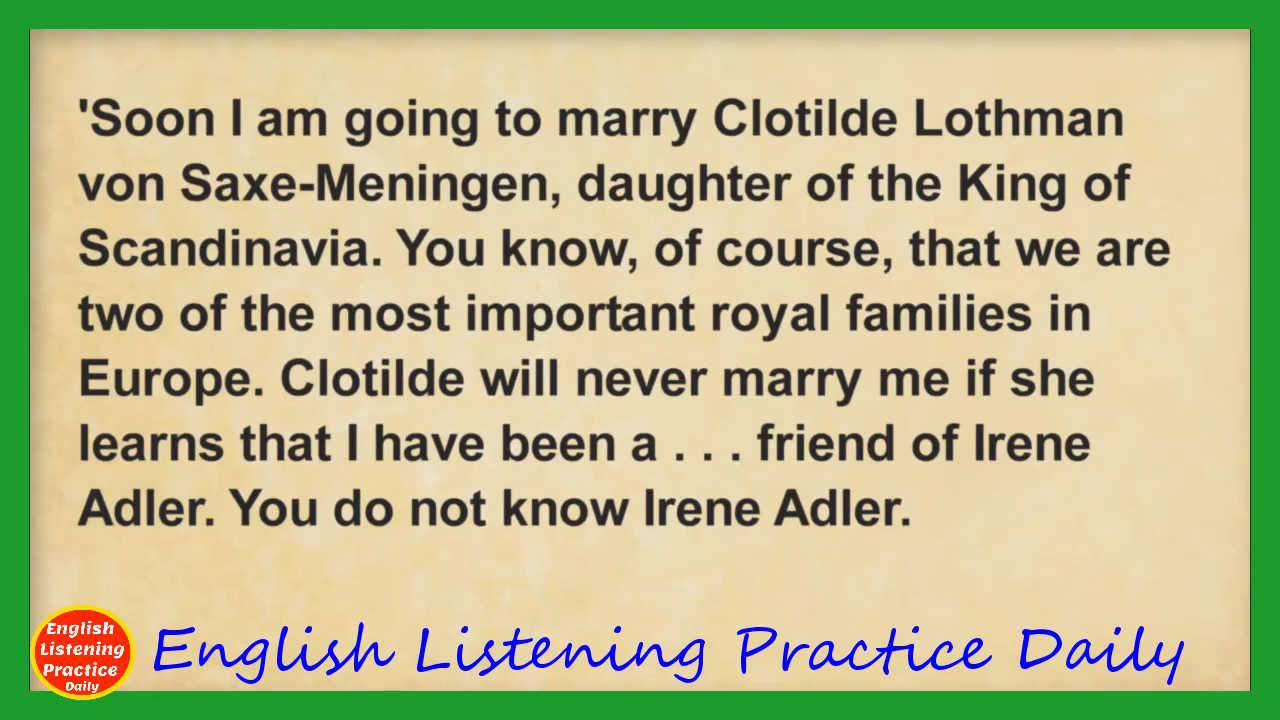 'Soon I am going to marry Clotilde Lothman
von Saxe-Meningen, daughter of the King of
Scandinavia. You know, of course, that we are
two of the most important royal families in
Europe. Clotilde will never marry me if she
learns that I have been a . . . friend of Irene
Adler. You do not know Irene Adler.
English
Listening
Practice
Daily
English Listening Practice Daily